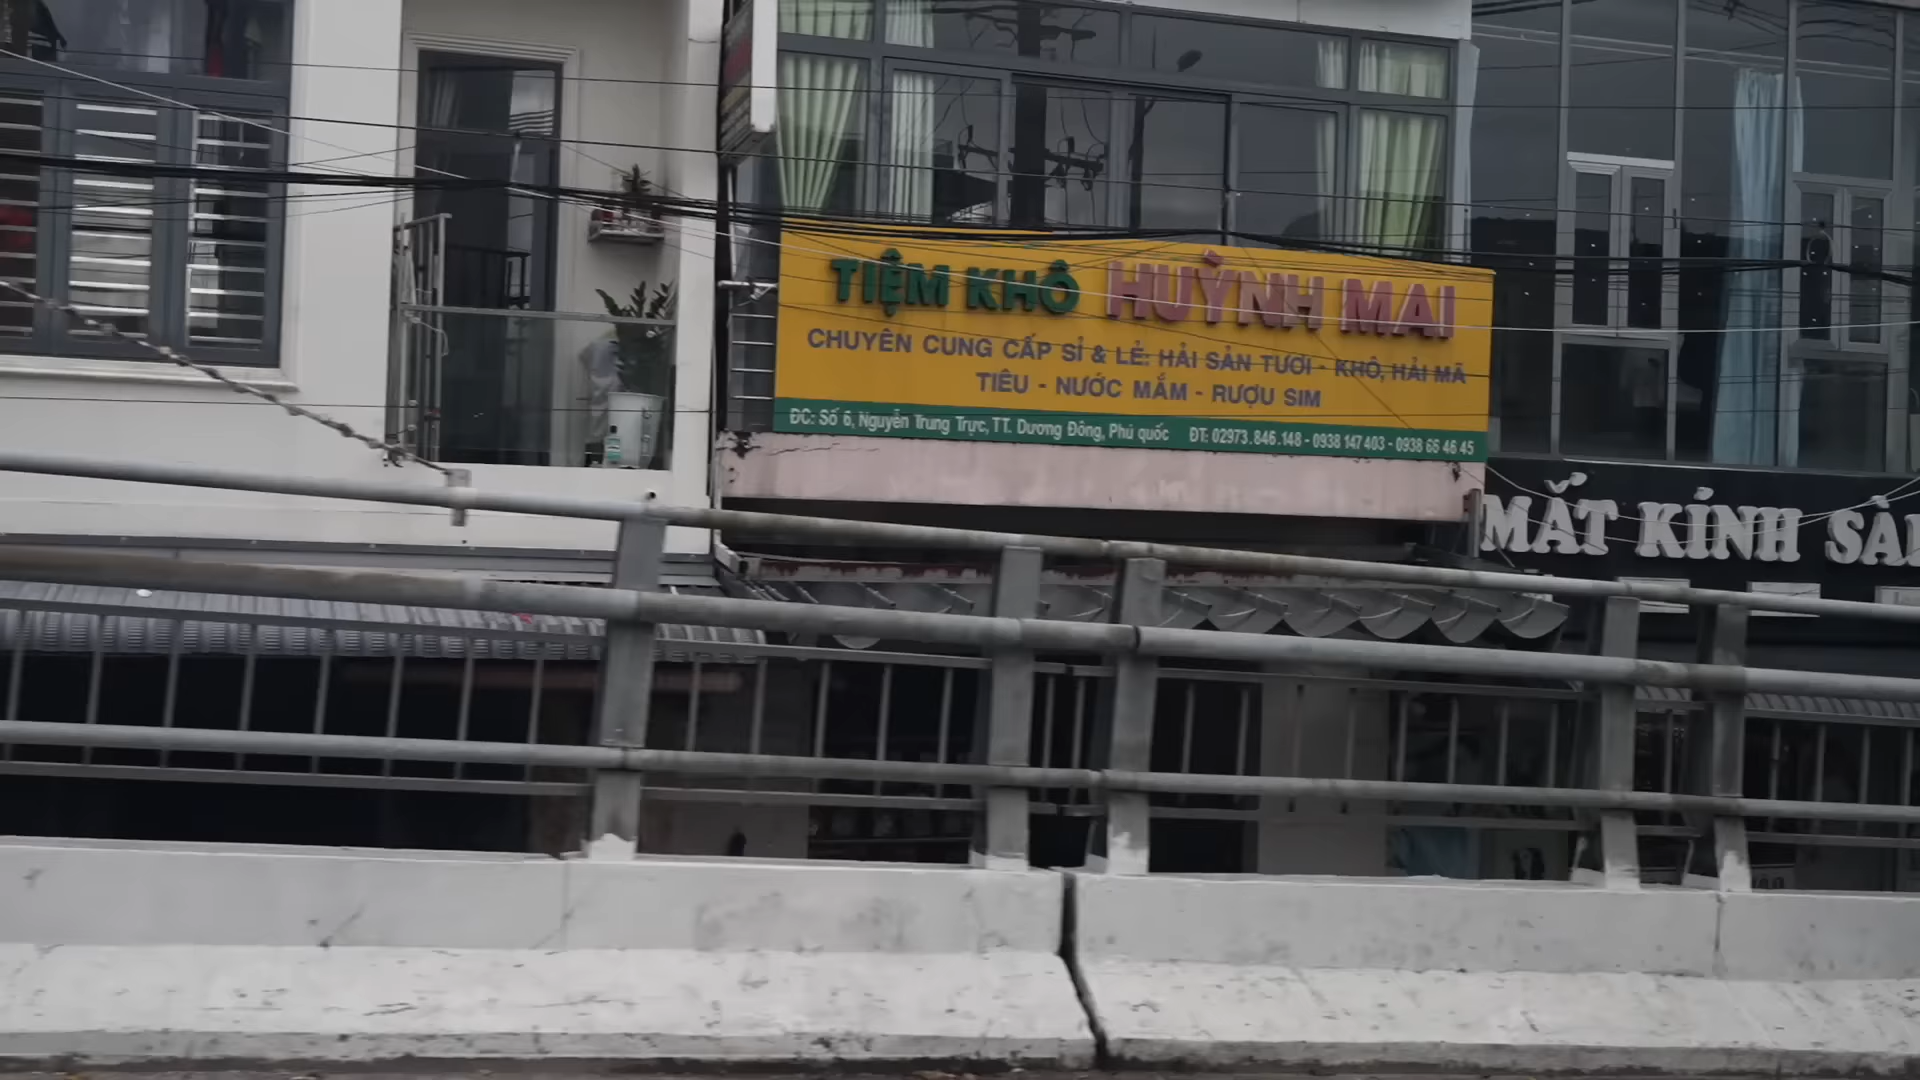 TIỆM KHÔ HUỲNH MAI
CHUYÊN CUNG CẤP SỈ & LẺ: HẢI SẢN TƯƠI - KHÔ, HẢI MÃ
TIÊU - NƯỚC MẮM - RƯỢU SIM
ĐC: Số 6, Nguyễn Trung Trực, TT. Dương Đông, Phú quốc ĐT: 02973.846.148 - 0938 147 403 - 0938 66 46 45
MẮT KÍNH SÀI